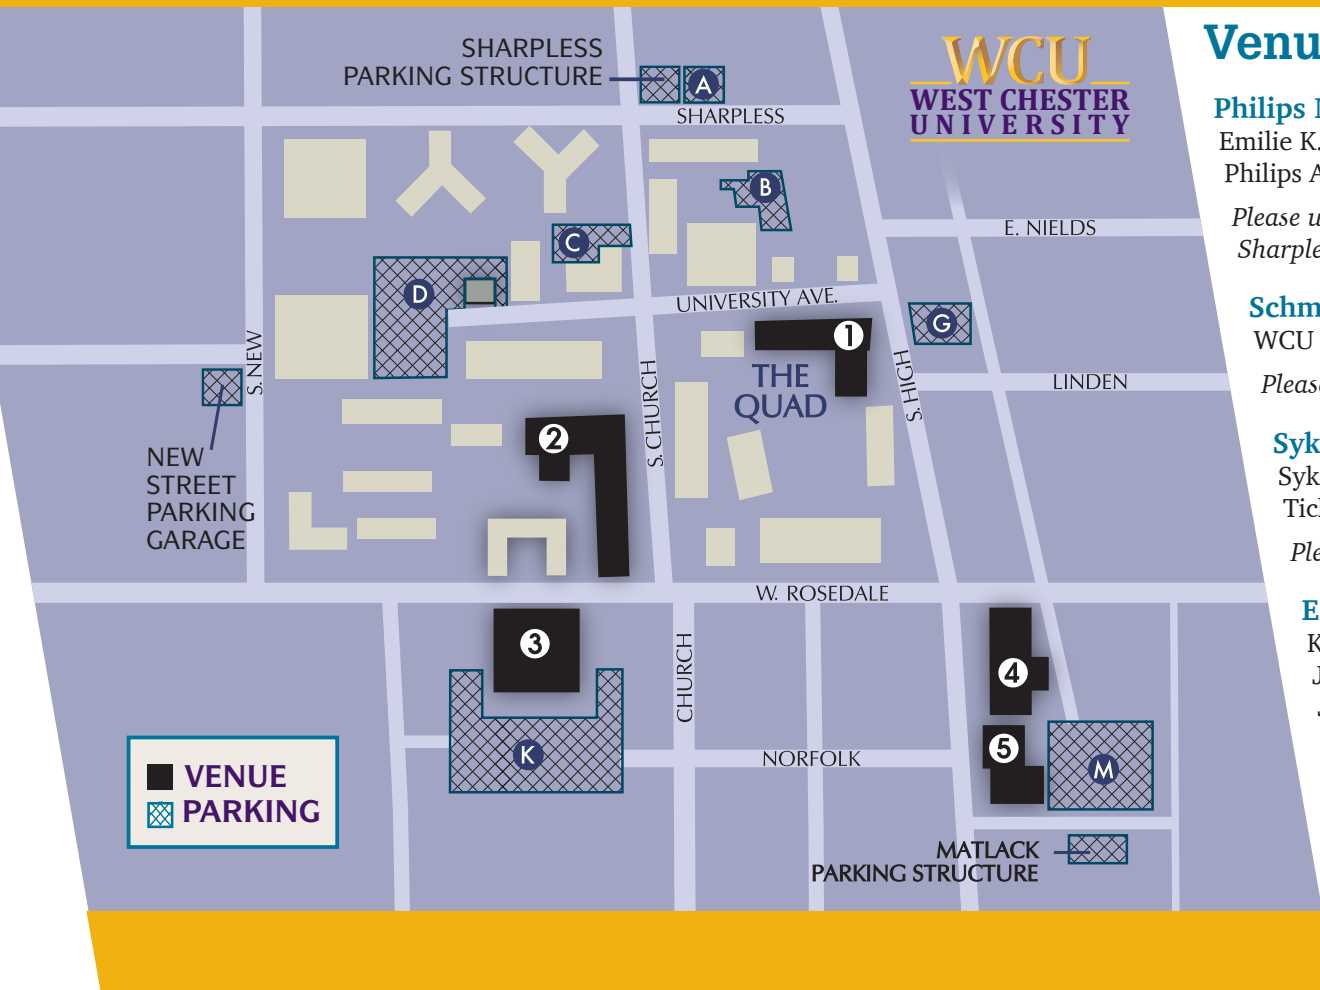 SHARPLESS
PARKING STRUCTURE
A
SHARPLESS
WCU
WEST CHESTER
UNIVERSITY
B
C
D
E. NIELDS
UNIVERSITY AVE.
1
G
THE
QUAD
S. NEW
S. CHURCH
S. HIGH
LINDEN
2
NEW
STREET
PARKING
GARAGE
W. ROSEDALE
3
CHURCH
4
K
NORFOLK
5
M
VENUE
PARKING
MATLACK
PARKING STRUCTURE
Venu
Philips
Emilie K.
Philips A
Please u
Sharple
Schm
WCU
Pleas
Syk
Syk
Tic
Ple
E
K
J